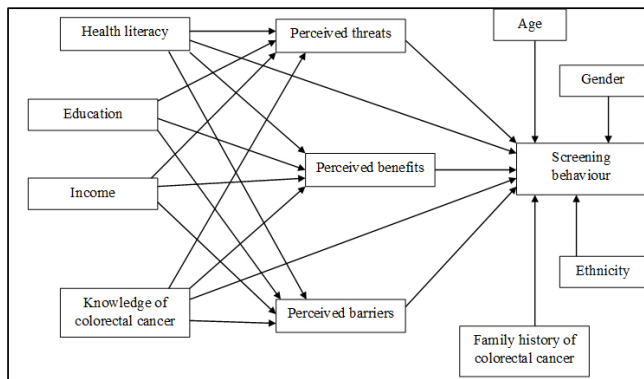 Health literacy
Perceived threats
Age
Gender
Education
Screening
behaviour
Perceived benefits
Income
Ethnicity
Knowledge of
colorectal cancer
Perceived barriers
Family history of
colorectal cancer